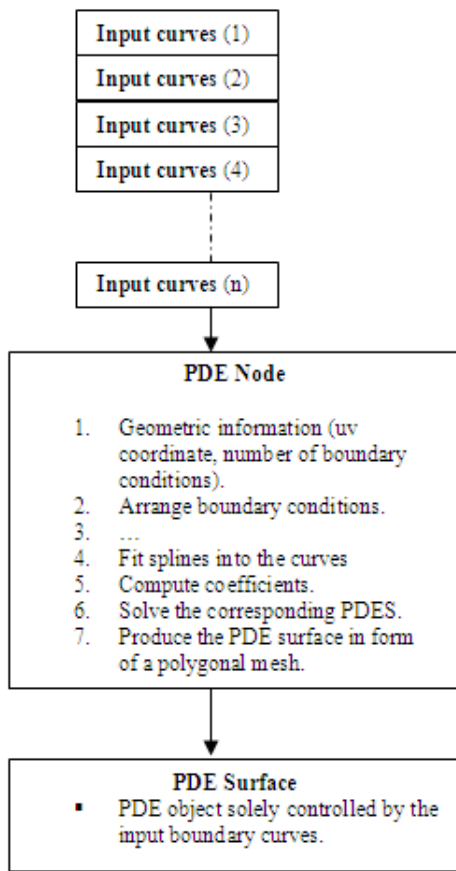 Input curves (1)
Input curves (2)
Input curves (3)
Input curves (4)
Input curves (n)
PDE Node
1. Geometric information (uv
coordinate, number of boundary
conditions).
2. Arrange boundary conditions.
3. ...
4. Fit splines into the curves
5. Compute coefficients.
6. Solve the corresponding PDES.
7. Produce the PDE surface in form
of a polygonal mesh.
PDE Surface
▪ PDE object solely controlled by the
input boundary curves.